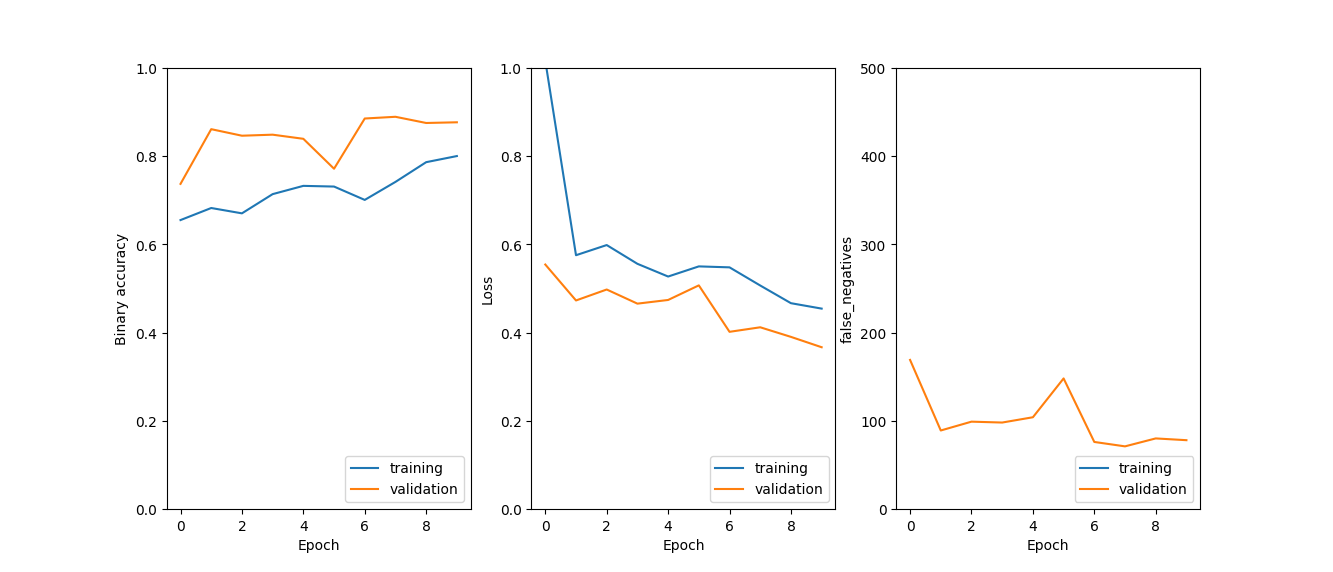 Binary accuracy
1.0
0.8
0.6
0.4
0.2
0.0
0 2 4 6 8
Epoch
training
validation
Loss
1.0
0.8
0.6
0.4
0.2
0.0
0 2 4 6 8
Epoch
training
validation
false_negatives
500
400
300
200
100
0
0 2 4 6 8
Epoch
training
validation